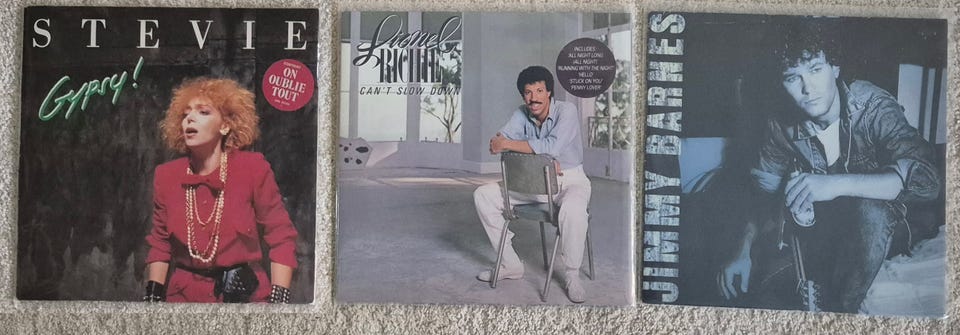 STEVIE
Gypsy!
ON
OUBLIE
TOUT
Lionel
RICHIE
CAN'T SLOW DOWN
INCLUDES:
'ALL NIGHT LONG
(ALL NIGHT)'
'RUNNING WITH THE NIGHT'
'HELLO'
'STUCK ON YOU'
'PENNY LOVER'
JIMMY BARNES